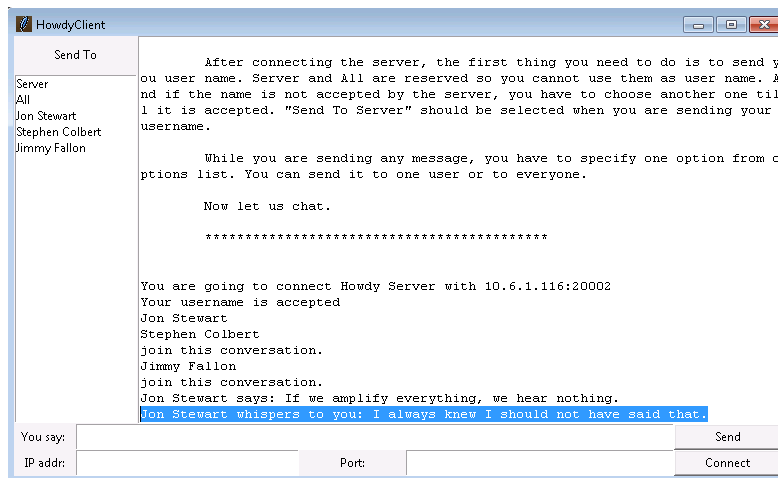 HowdyClient
Send To
Server
All
Jon Stewart
Stephen Colbert
Jimmy Fallon
After connecting the server, the first thing you need to do is to send y
ou user name. Server and All are reserved so you cannot use them as user name. A
nd if the name is not accepted by the server, you have to choose another one til
l it is accepted. "Send To Server" should be selected when you are sending your
username.
While you are sending any message, you have to specify one option from o
ptions list. You can send it to one user or to everyone.
Now let us chat.
*******************************************
You are going to connect Howdy Server with 10.6.1.116:20002
Your username is accepted
Jon Stewart
Stephen Colbert
join this conversation.
Jimmy Fallon
join this conversation.
Jon Stewart says: If we amplify everything, we hear nothing.
Jon Stewart whispers to you: I always knew I should not have said that.
You say:
Send
IP addr:
Port:
Connect